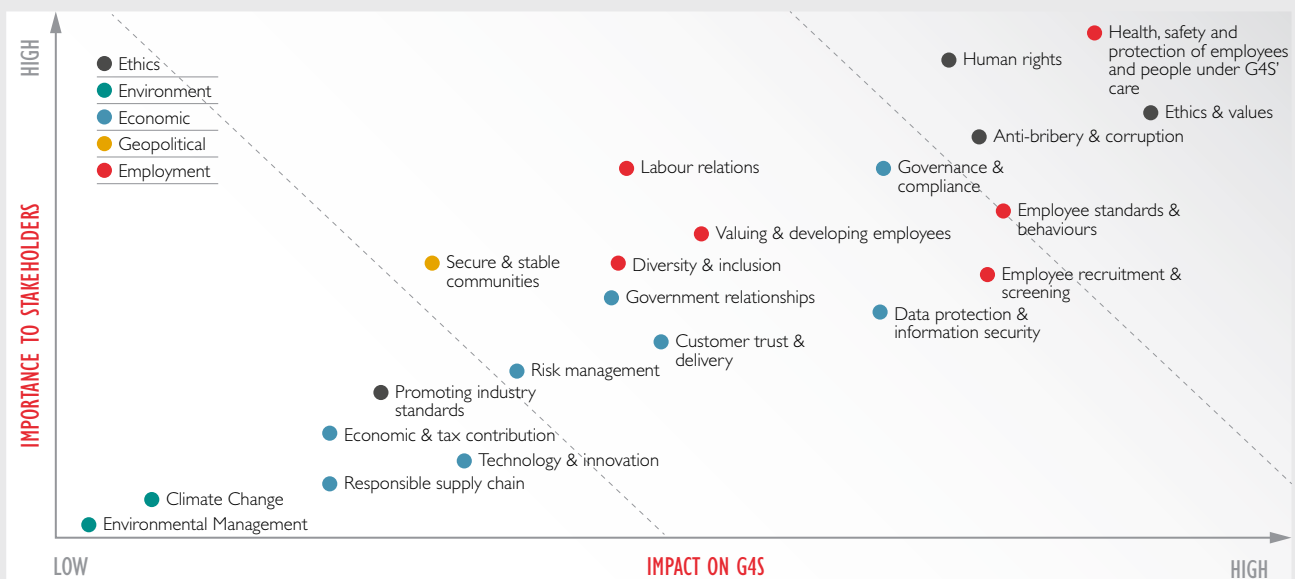 HIGH
IMPORTANCE TO STAKEHOLDERS
Ethics
Environment
Economic
Geopolitical
Employment
Health, safety and
protection of employees
and people under G4S’
care
Human rights
Ethics & values
Anti-bribery & corruption
Labour relations
Governance &
compliance
Employee standards &
behaviours
Valuing & developing employees
Secure & stable
communities
Diversity & inclusion
Employee recruitment &
screening
Government relationships
Data protection &
information security
Customer trust &
delivery
Risk management
Promoting industry
standards
Economic & tax contribution
Technology & innovation
Responsible supply chain
Climate Change
Environmental Management
LOW
IMPACT ON G4S
HIGH